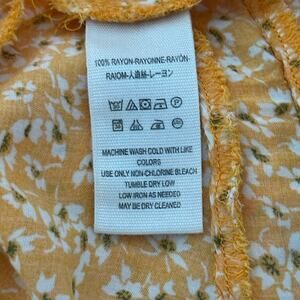 100% RAYON-RAYONNE-RAYÓN-
RAIOM-人造絲-レーヨン
MACHINE WASH COLD WITH LIKE
COLORS
USE ONLY NON-CHLORINE BLEACH
TUMBLE DRY LOW
LOW IRON AS NEEDED
MAY BE DRY CLEANED